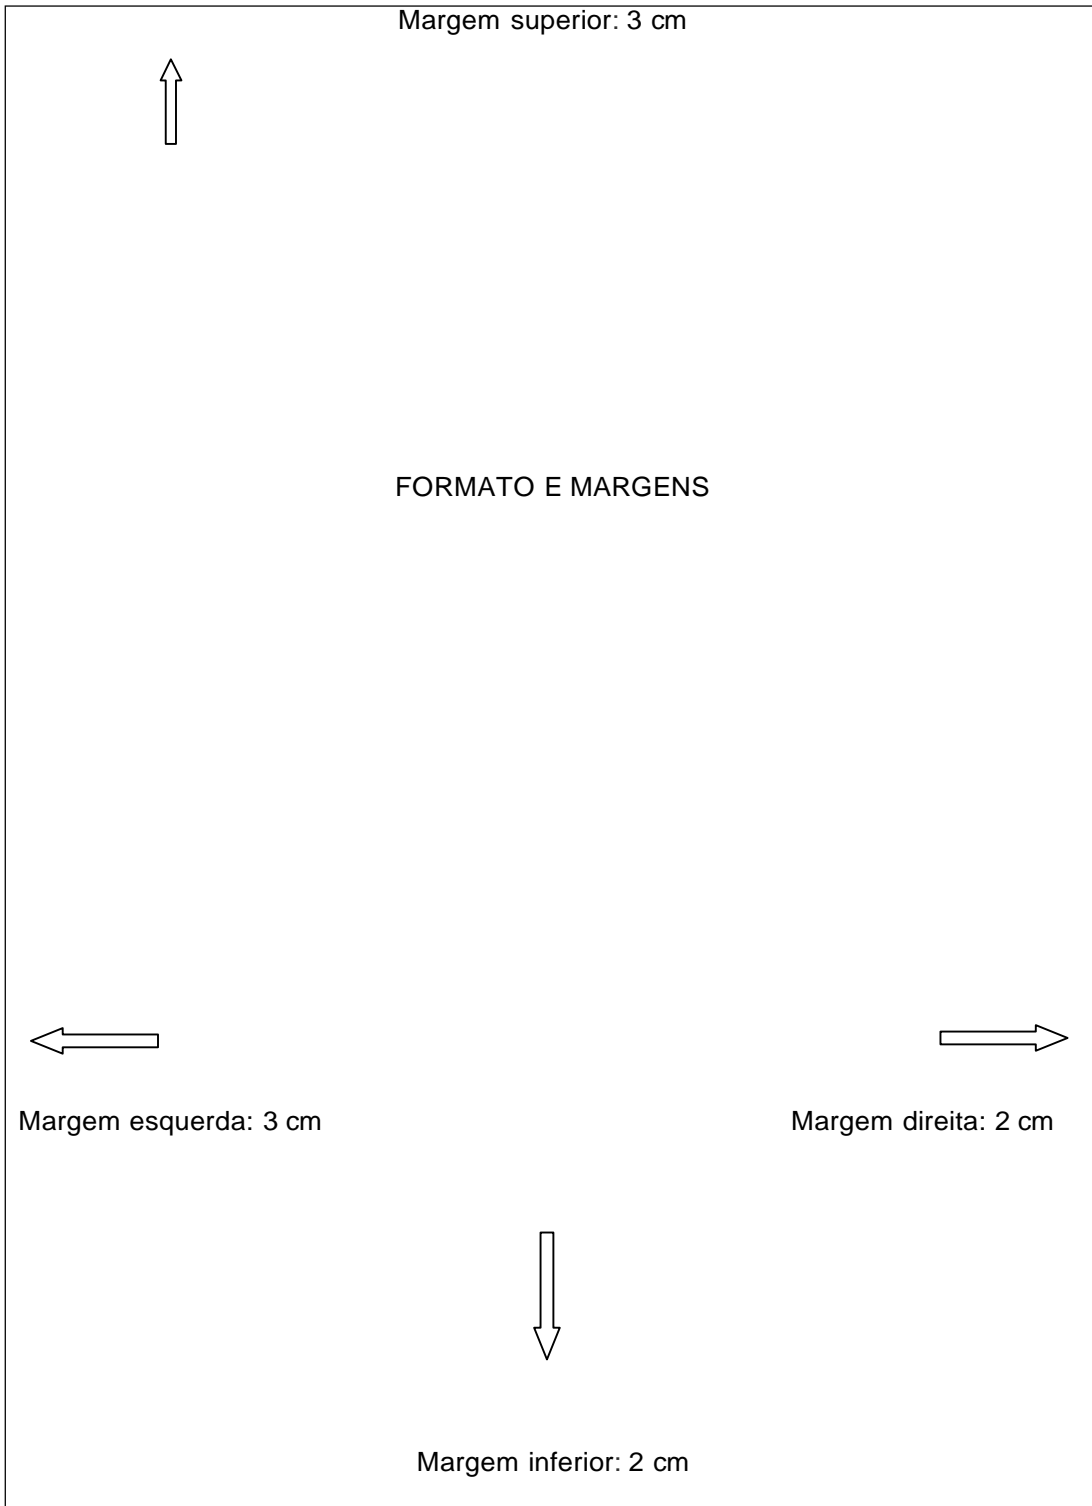 Margem superior: 3 cm
FORMATO E MARGENS
Margem esquerda: 3 cm
Margem direita: 2 cm
Margem inferior: 2 cm